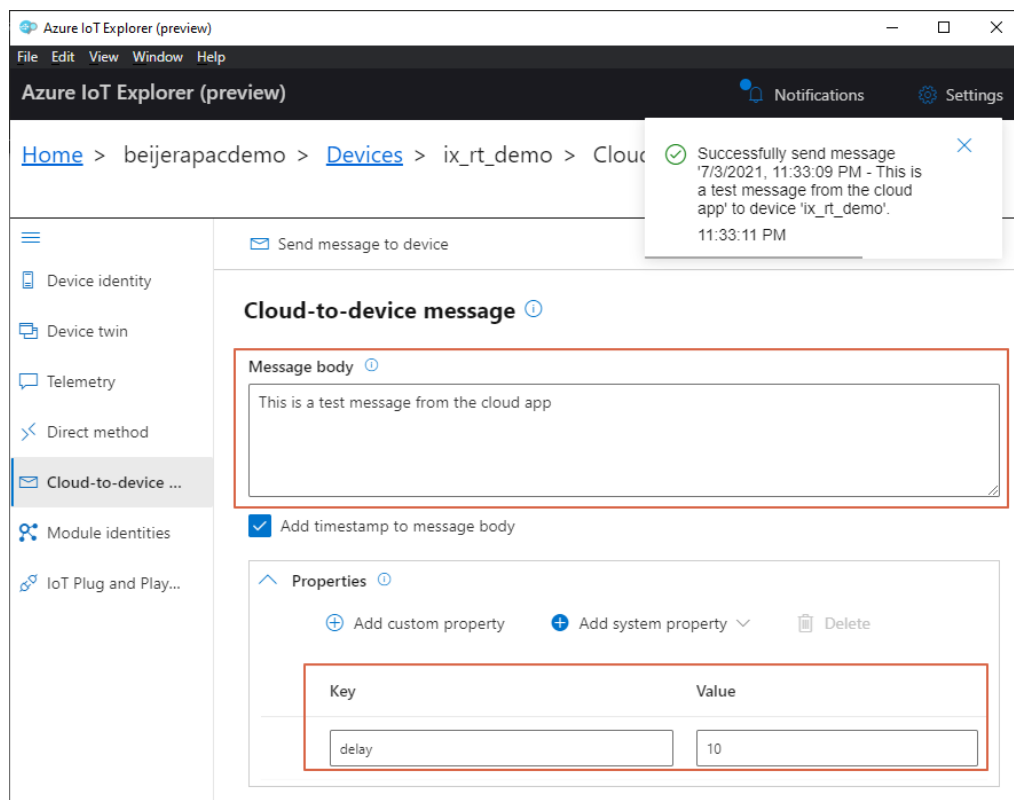 Azure IoT Explorer (preview)
File Edit View Window Help
Azure IoT Explorer (preview)
Notifications
Settings
Home > beijerapacdemo > Devices > ix_rt_demo > Clou
Successfully send message
'7/3/2021, 11:33:09 PM - This is
a test message from the cloud
app' to device 'ix_rt_demo'.
11:33:11 PM
Send message to device
Device identity
Device twin
Telemetry
Direct method
Cloud-to-device ...
Module identities
IoT Plug and Play...
Cloud-to-device message
Message body
This is a test message from the cloud app
Add timestamp to message body
Properties
Add custom property
Add system property
Delete
Key Value
delay 10